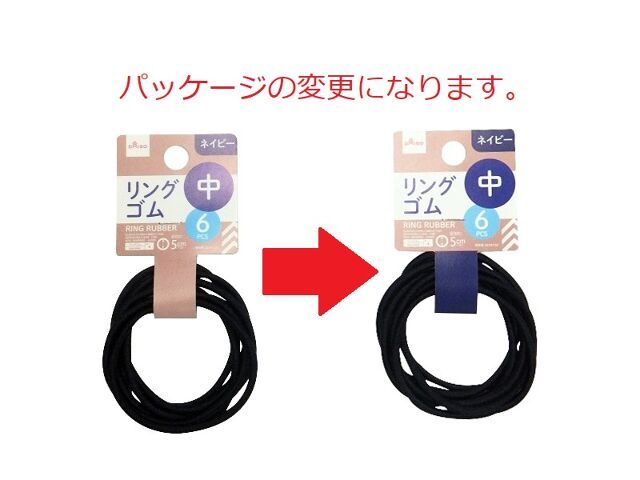 パッケージの変更になります。
DAISO
ネイビー
リング
ゴム
中
6
PCS
RING RUBBER
5cm
DAISO
ネイビー
リング
ゴム
中
6
PCS
RING RUBBER
5cm